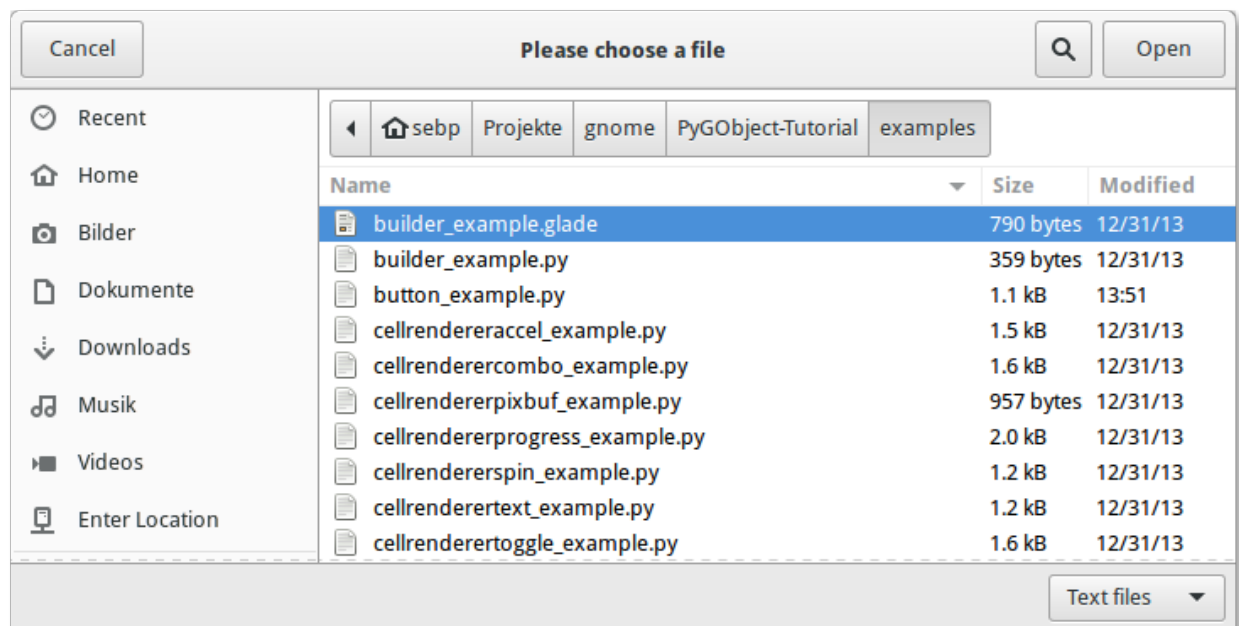 Cancel Please choose a file Open
Recent
Home
Bilder
Dokumente
Downloads
Musik
Videos
Enter Location
sebp Projekte gnome PyGObject-Tutorial examples
Name Size Modified
builder_example.glade 790 bytes 12/31/13
builder_example.py 359 bytes 12/31/13
button_example.py 1.1 kB 13:51
cellrendereraccel_example.py 1.5 kB 12/31/13
cellrenderercombo_example.py 1.6 kB 12/31/13
cellrendererpixbuf_example.py 957 bytes 12/31/13
cellrendererprogress_example.py 2.0 kB 12/31/13
cellrendererspin_example.py 1.2 kB 12/31/13
cellrenderertext_example.py 1.2 kB 12/31/13
cellrenderertoggle_example.py 1.6 kB 12/31/13
Text files